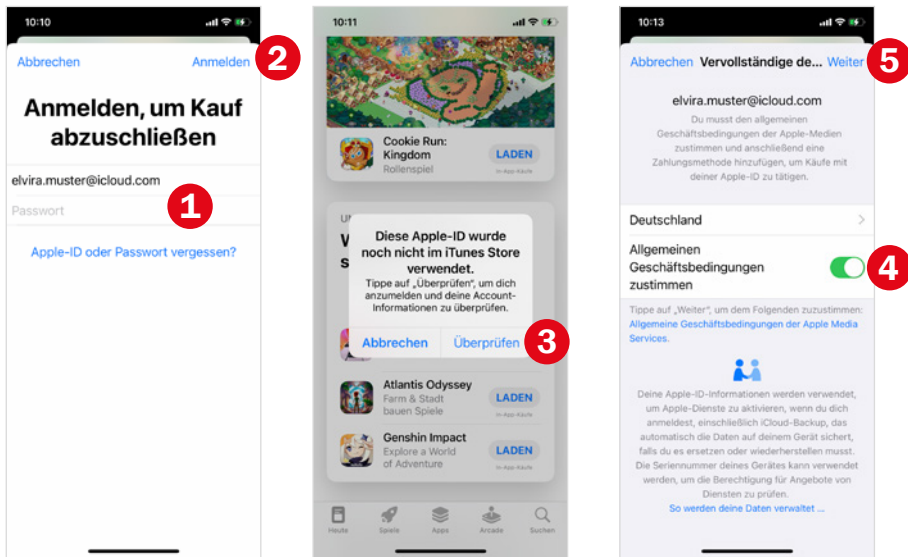 10:10
Abbrechen
Anmelden
2
Anmelden, um Kauf
abzuschließen
elvira.muster@icloud.com
Passwort
1
Apple-ID oder Passwort vergessen?
10:11
Cookie Run:
Kingdom
Rollenspiel
LADEN
In-App-Käufe
Diese Apple-ID wurde
noch nicht im iTunes Store
verwendet.
Tippe auf „Überprüfen“, um dich
anzumelden und deine Account-
Informationen zu überprüfen.
Abbrechen
Überprüfen
3
Atlantis Odyssey
Farm & Stadt
bauen Spiele
LADEN
In-App-Käufe
Genshin Impact
Explore a World
of Adventure
LADEN
In-App-Käufe
Heute
Spiele
Apps
Arcade
Suchen
10:13
Abbrechen
Vervollständige de...
Weiter
5
elvira.muster@icloud.com
Du musst den allgemeinen
Geschäftsbedingungen der Apple-Medien
zustimmen und anschließend eine
Zahlungsmethode hinzufügen, um Käufe mit
deiner Apple-ID zu tätigen.
Deutschland
Allgemeinen
Geschäftsbedingungen
zustimmen
4
Tippe auf „Weiter“, um dem Folgenden zuzustimmen:
Allgemeine Geschäftsbedingungen der Apple Media
Services.
Deine Apple-ID-Informationen werden verwendet,
um Apple-Dienste zu aktivieren, wenn du dich
anmeldest, einschließlich iCloud-Backup, das
automatisch die Daten auf deinem Gerät sichert,
falls du es ersetzen oder wiederherstellen musst.
Die Seriennummer deines Gerätes kann verwendet
werden, um die Berechtigung für Angebote von
Diensten zu prüfen.
So werden deine Daten verwaltet ...